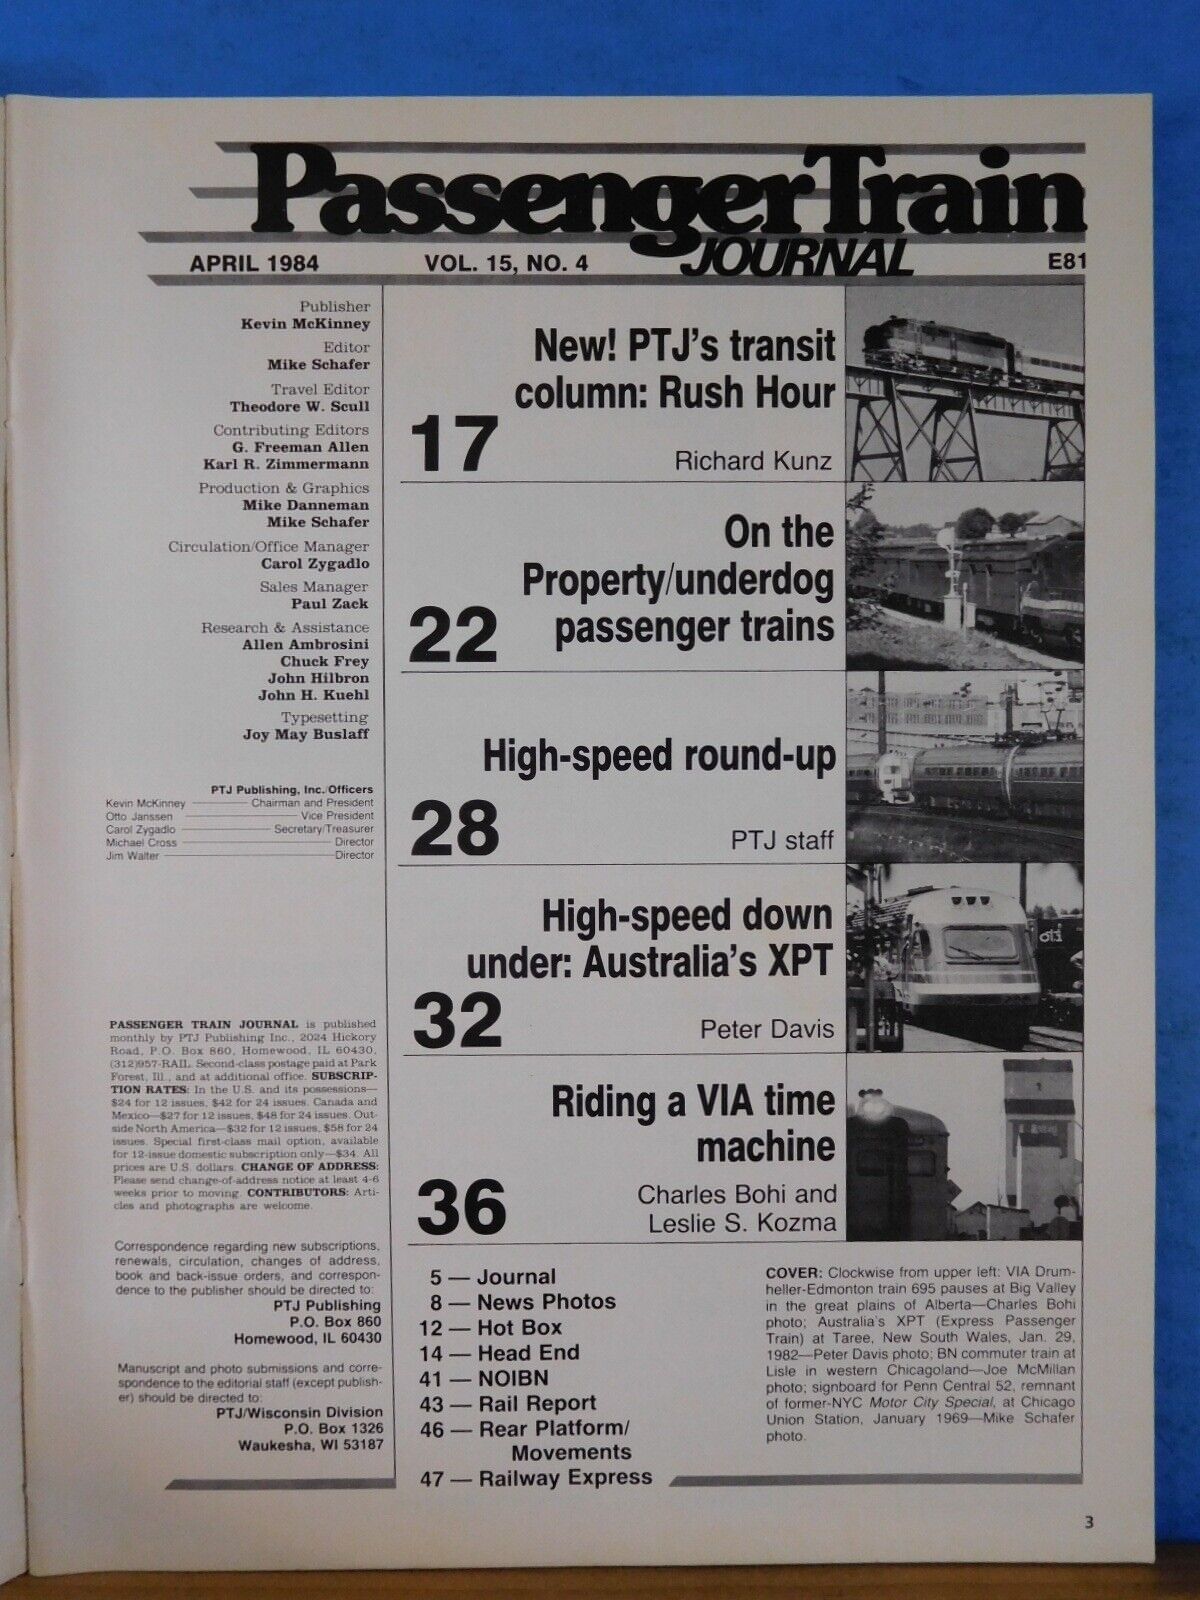 Passenger Train
JOURNAL
APRIL 1984
VOL. 15, NO. 4
E81
Publisher
Kevin McKinney
Editor
Mike Schafer
Travel Editor
Theodore W. Scull
Contributing Editors
G. Freeman Allen
Karl R. Zimmermann
Production & Graphics
Mike Danneman
Mike Schafer
Circulation/Office Manager
Carol Zygadlo
Sales Manager
Paul Zack
Research & Assistance
Allen Ambrosini
Chuck Frey
John Hilbron
John H. Kuehl
Typesetting
Joy May Buslaff
PTJ Publishing, Inc./Officers
Kevin McKinney — Chairman and President
Otto Janssen — Vice President
Carol Zygadlo — Secretary/Treasurer
Michael Cross — Director
Jim Walter — Director
PASSENGER TRAIN JOURNAL is published
monthly by PTJ Publishing Inc., 2024 Hickory
Road, P.O. Box 860, Homewood, IL 60430,
(312)957-RAIL. Second-class postage paid at Park
Forest, Ill., and at additional office. SUBSCRIP-
TION RATES: In the U.S. and its possessions—
$24 for 12 issues, $42 for 24 issues. Canada and
Mexico—$27 for 12 issues, $48 for 24 issues. Out-
side North America—$32 for 12 issues, $58 for 24
issues. Special first-class mail option, available
for 12-issue domestic subscription only—$34. All
prices are U.S. dollars. CHANGE OF ADDRESS:
Please send change-of-address notice at least 4-6
weeks prior to moving. CONTRIBUTORS: Arti-
cles and photographs are welcome.
Correspondence regarding new subscriptions,
renewals, circulation, changes of address,
book and back-issue orders, and correspon-
dence to the publisher should be directed to:
PTJ Publishing
P.O. Box 860
Homewood, IL 60430
Manuscript and photo submissions and corre-
spondence to the editorial staff (except publish-
er) should be directed to:
PTJ/Wisconsin Division
P.O. Box 1326
Waukesha, WI 53187
New! PTJ's transit
column: Rush Hour
17
Richard Kunz
On the
Property/underdog
passenger trains
22
High-speed round-up
28
PTJ staff
High-speed down
under: Australia's XPT
32
Peter Davis
Riding a VIA time
machine
36
Charles Bohi and
Leslie S. Kozma
5 — Journal
8 — News Photos
12 — Hot Box
14 — Head End
41 — NOIBN
43 — Rail Report
46 — Rear Platform/
Movements
47 — Railway Express
COVER: Clockwise from upper left: VIA Drum-
heller-Edmonton train 695 pauses at Big Valley
in the great plains of Alberta—Charles Bohi
photo; Australia's XPT (Express Passenger
Train) at Taree, New South Wales, Jan. 29,
1982—Peter Davis photo; BN commuter train at
Lisle in western Chicagoland—Joe McMillan
photo; signboard for Penn Central 52, remnant
of former-NYC Motor City Special, at Chicago
Union Station, January 1969—Mike Schafer
photo.
3